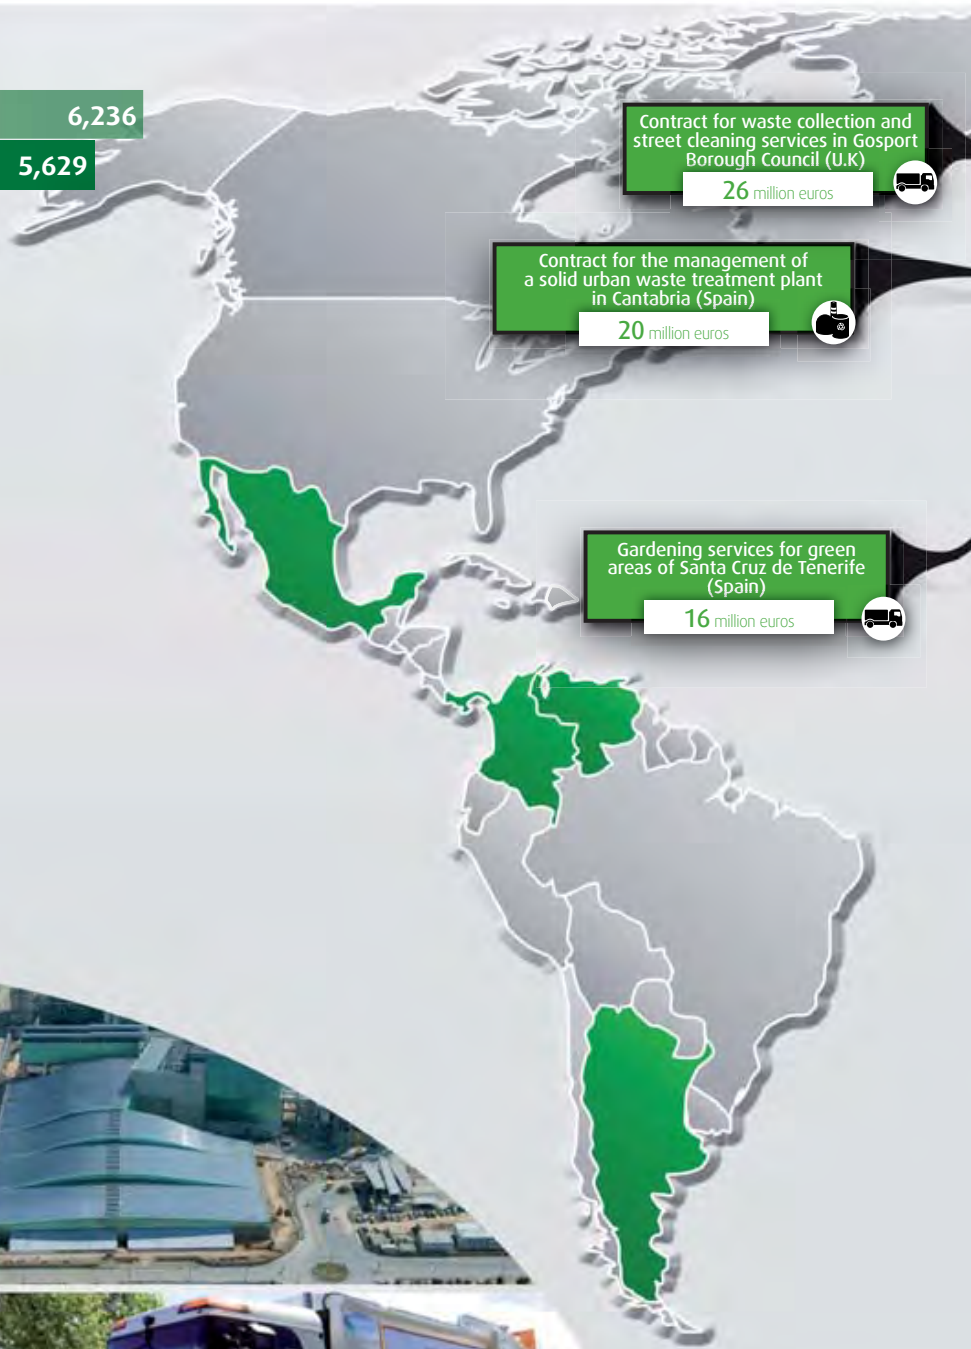 6,236
5,629
Contract for waste collection and
street cleaning services in Gosport
Borough Council (U.K)
26 million euros
Contract for the management of
a solid urban waste treatment plant
in Cantabria (Spain)
20 million euros
Gardening services for green
areas of Santa Cruz de Tenerife
(Spain)
16 million euros